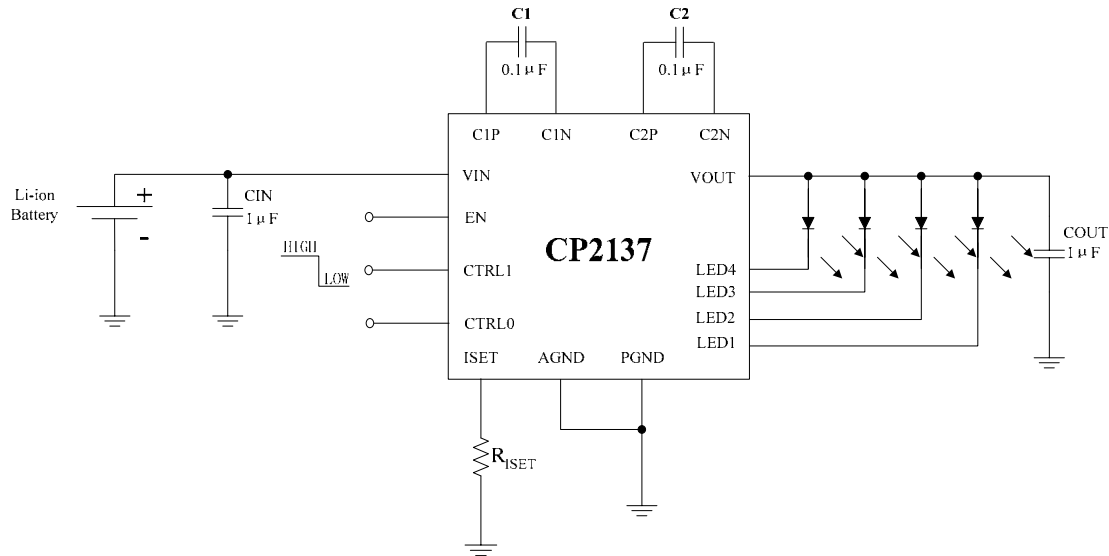 C1
C2
0.1μF
0.1μF
C1P
C1N
C2P
C2N
Li-ion
Battery
+
-
CIN
1μF
VIN
EN
HIGH
LOW
CTRL1
CTRL0
ISET
AGND
PGND
CP2137
VOUT
LED4
LED3
LED2
LED1
COUT
1μF
RISET